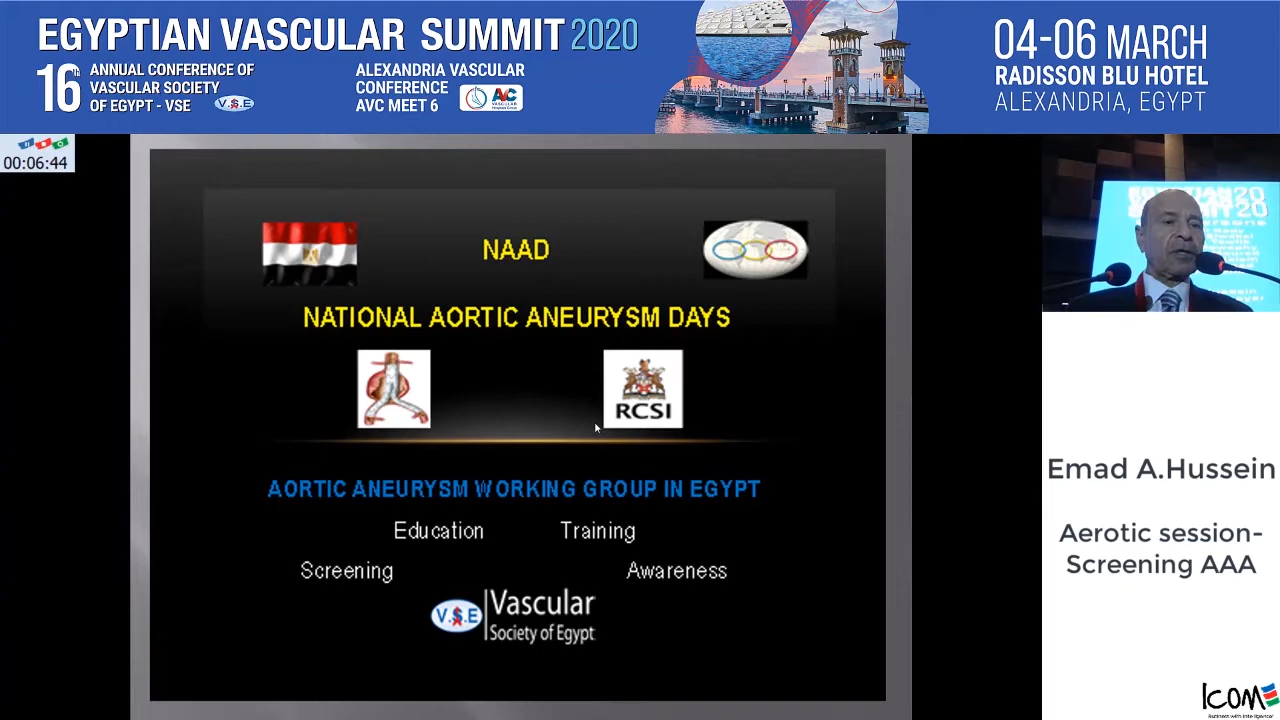 EGYPTIAN VASCULAR SUMMIT 2020
16th ANNUAL CONFERENCE OF
VASCULAR SOCIETY
OF EGYPT - VSE
V.S.E
ALEXANDRIA VASCULAR
CONFERENCE
AVC MEET 6
AVC
04-06 MARCH
RADISSON BLU HOTEL
ALEXANDRIA, EGYPT
00:06:44
NAAD
NATIONAL AORTIC ANEURYSM DAYS
RCSI
AORTIC ANEURYSM WORKING GROUP IN EGYPT
Education Training
Screening Awareness
V.S.E Vascular
Society of Egypt
Emad A.Hussein
Aerotic session-
Screening AAA
ICOM